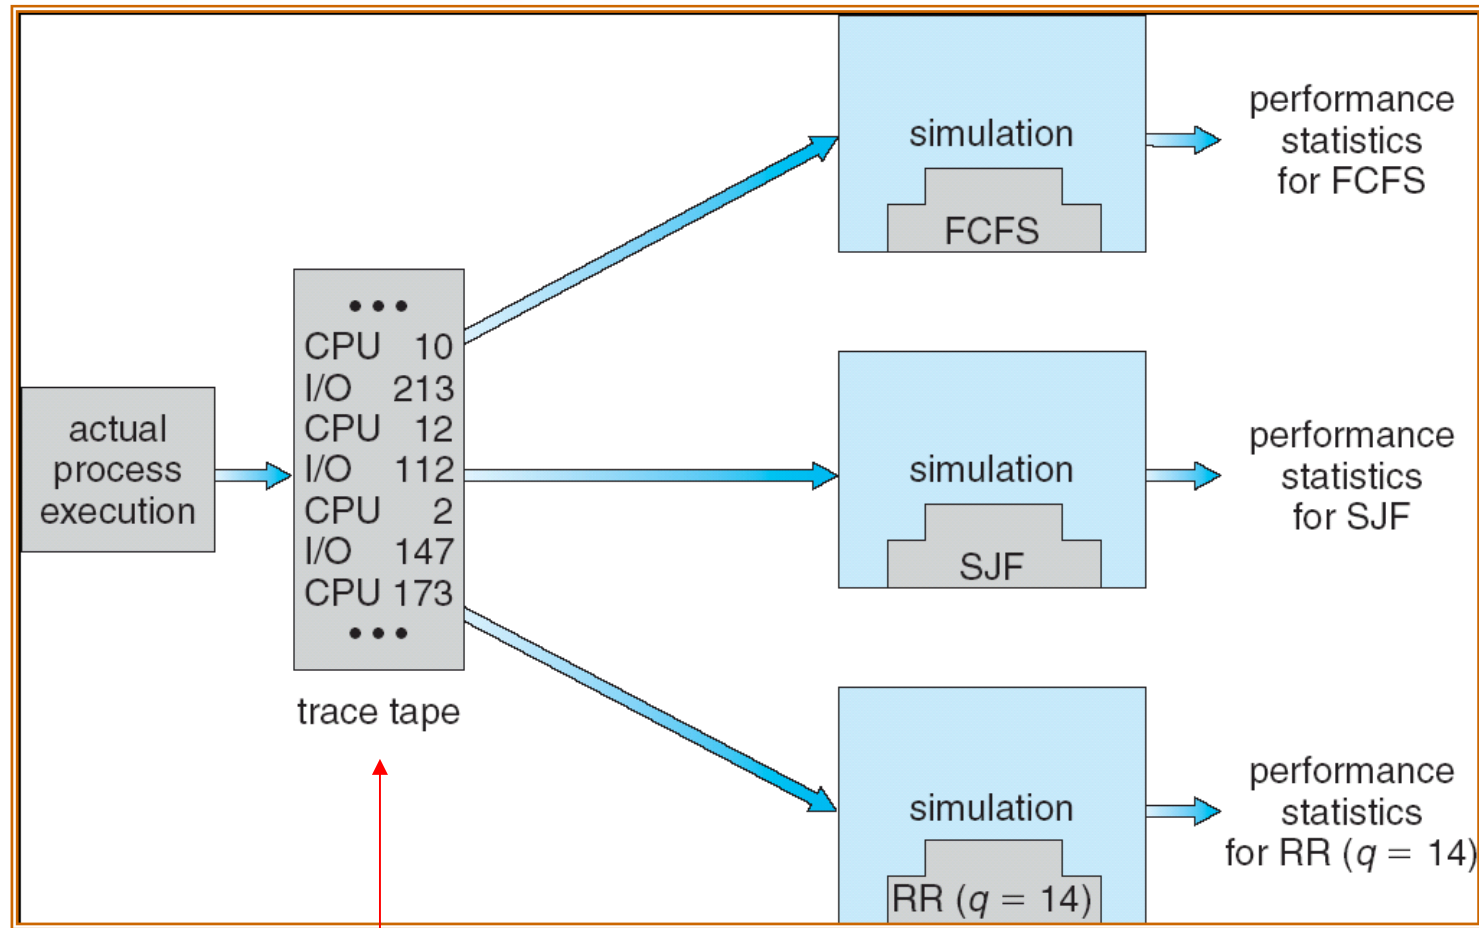 actual
process
execution
•••
CPU 10
I/O 213
CPU 12
I/O 112
CPU 2
I/O 147
CPU 173
•••
trace tape
simulation
FCFS
performance
statistics
for FCFS
simulation
SJF
performance
statistics
for SJF
simulation
RR (q = 14)
performance
statistics
for RR (q = 14)